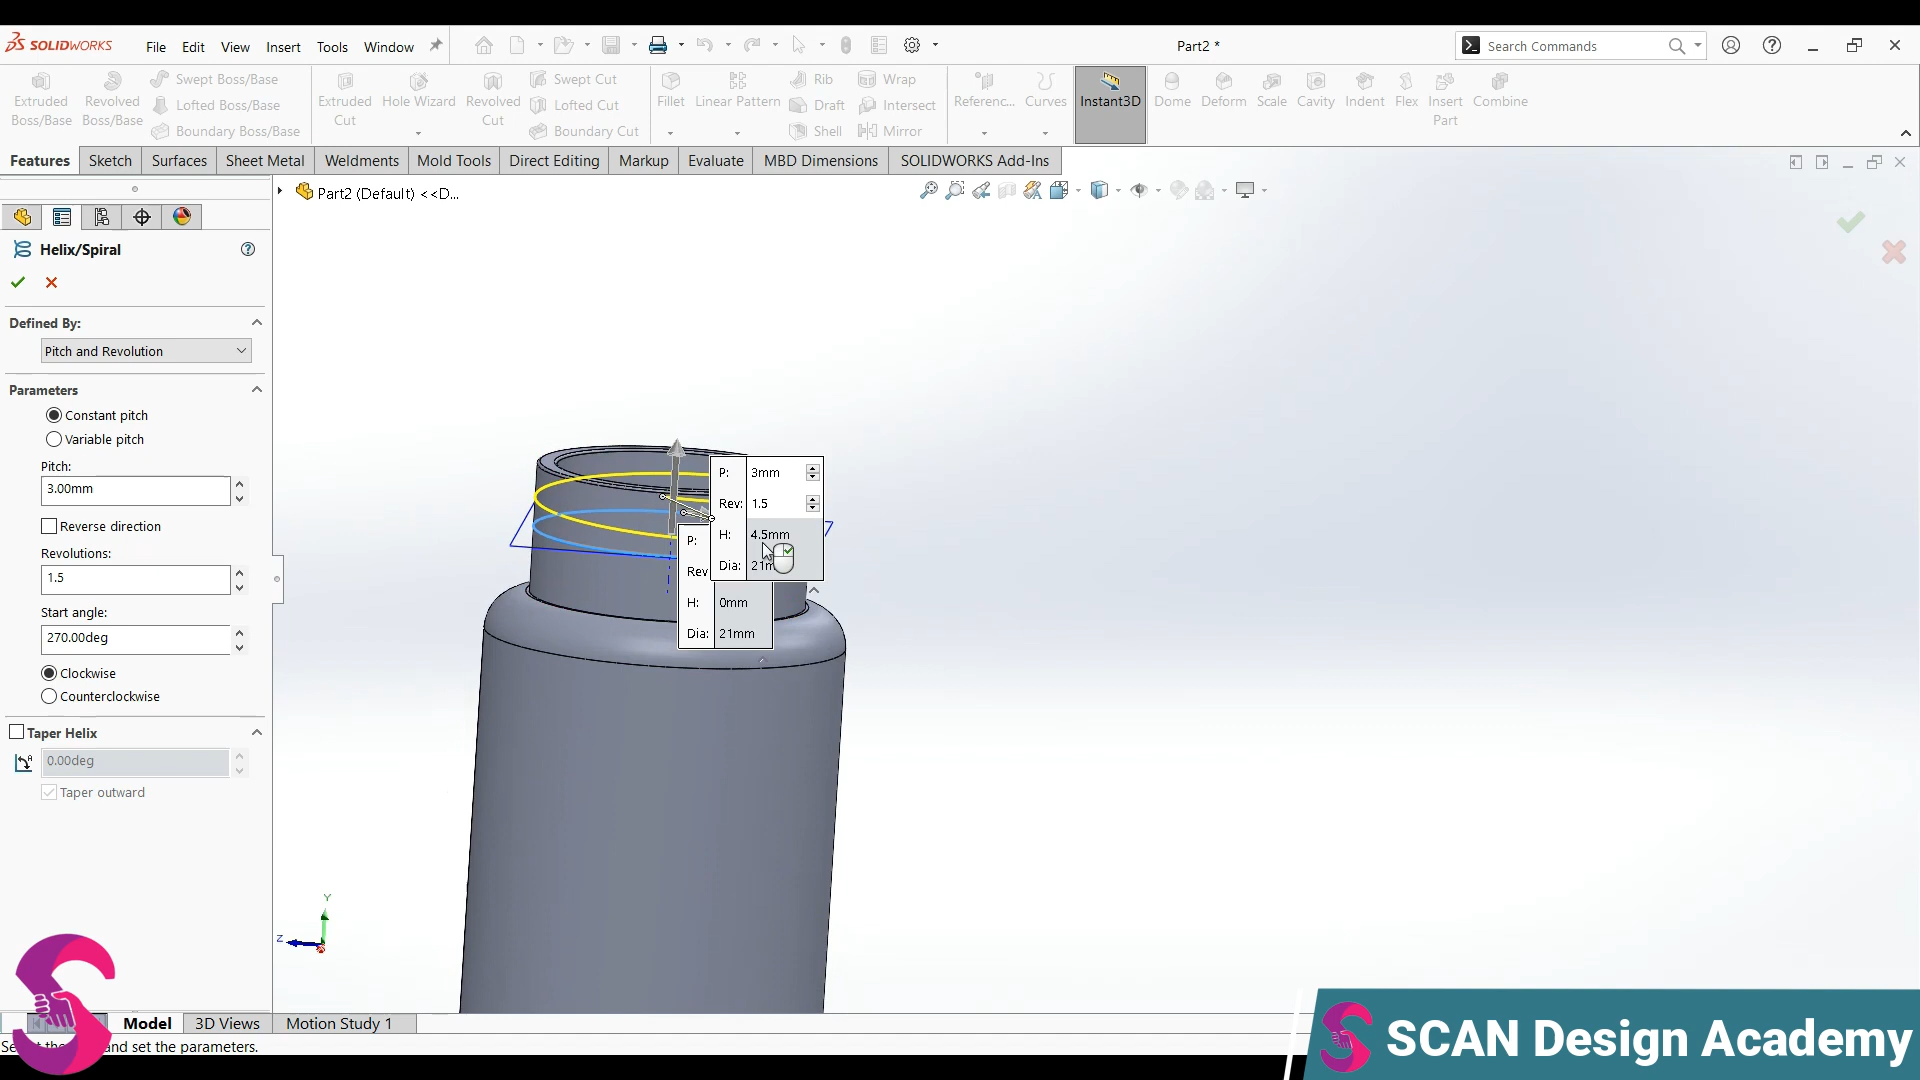 SOLIDWORKS File Edit View Insert Tools Window Part2 * Search Commands
Extruded Boss/Base
Revolved Boss/Base
Swept Boss/Base
Lofted Boss/Base
Boundary Boss/Base
Extruded Cut
Hole Wizard
Revolved Cut
Swept Cut
Lofted Cut
Boundary Cut
Fillet
Linear Pattern
Rib
Draft
Shell
Wrap
Intersect
Mirror
Referenc...
Curves
Instant3D
Dome
Deform
Scale
Cavity
Indent
Flex
Insert Part
Combine
Features Sketch Surfaces Sheet Metal Weldments Mold Tools Direct Editing Markup Evaluate MBD Dimensions SOLIDWORKS Add-Ins
Part2 (Default) <<D...
Helix/Spiral
Defined By:
Pitch and Revolution
Parameters
Constant pitch
Variable pitch
Pitch:
3.00mm
Reverse direction
Revolutions:
1.5
Start angle:
270.00deg
Clockwise
Counterclockwise
Taper Helix
0.00deg
Taper outward
P: 3mm
Rev: 1.5
H: 4.5mm
Dia: 21m
P:
Rev
H: 0mm
Dia: 21mm
Y
Z
Model 3D Views Motion Study 1
and set the parameters.
SCAN Design Academy